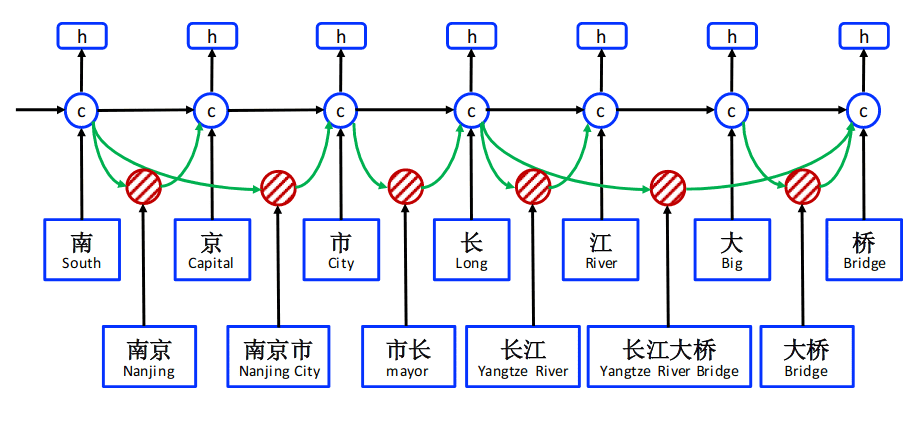 h h h h h h h
c c c c c c c
南 京 市 长 江 大 桥
South Capital City Long River Big Bridge
南京 南京市 市长 长江 长江大桥 大桥
Nanjing Nanjing City mayor Yangtze River Yangtze River Bridge Bridge